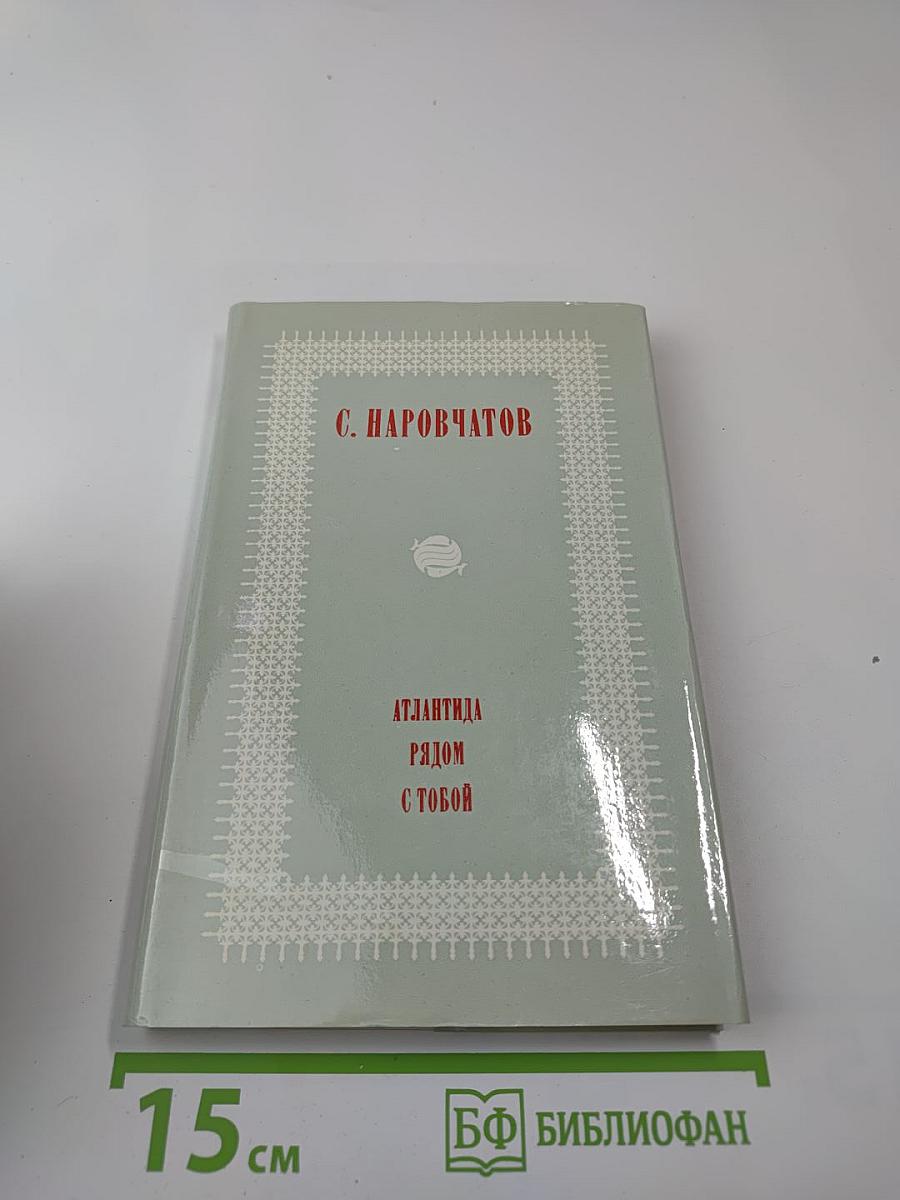 С. НАРОВЧАТОВ
АТЛАНТИДА
РЯДОМ
С ТОБОЙ
15 см
БФ БИБЛИОФАН